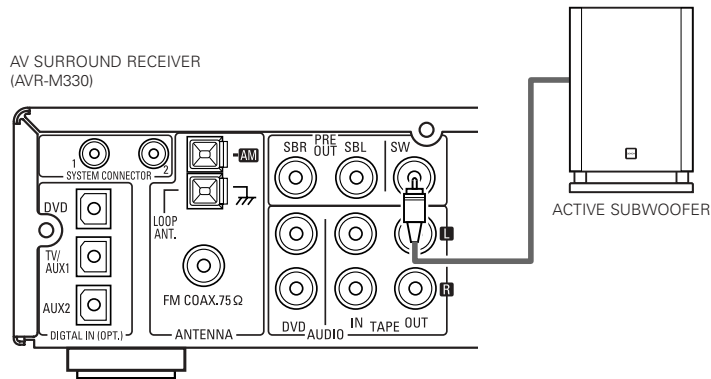 AV SURROUND RECEIVER
(AVR-M330)
SBR PRE OUT SBL SW
AM
1 2
SYSTEM CONNECTOR
DVD
LOOP
ANT.
ACTIVE SUBWOOFER
L
TV/
AUX1
FM COAX.75Ω
R
AUX2
DIGTAL IN (OPT.)
ANTENNA
DVD AUDIO IN TAPE OUT